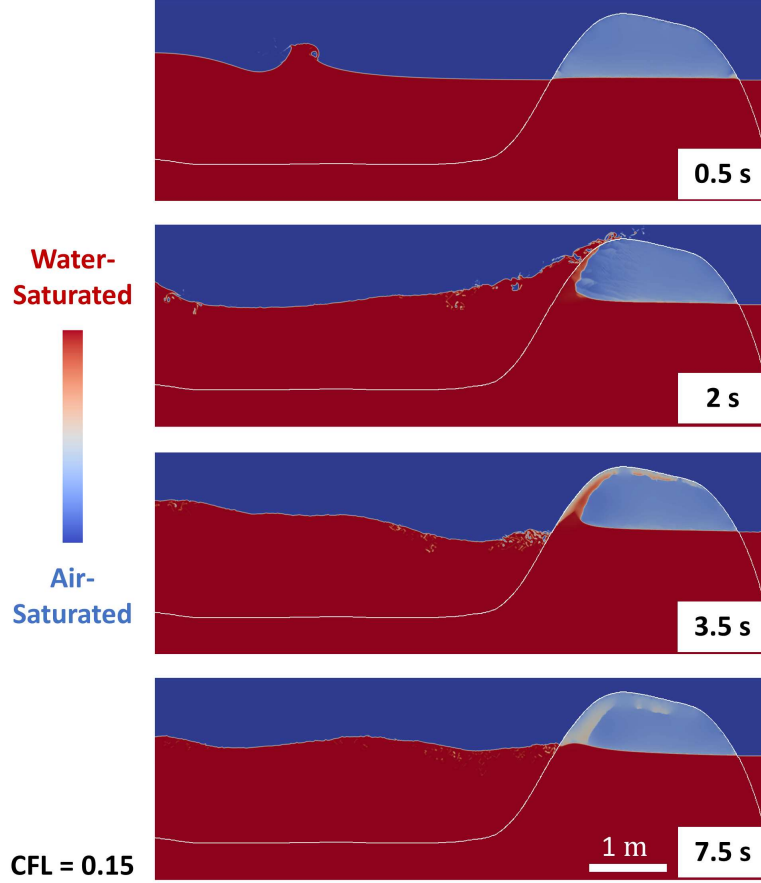 0.5 s
Water-
Saturated
2 s
Air-
Saturated
3.5 s
1 m
7.5 s
CFL = 0.15